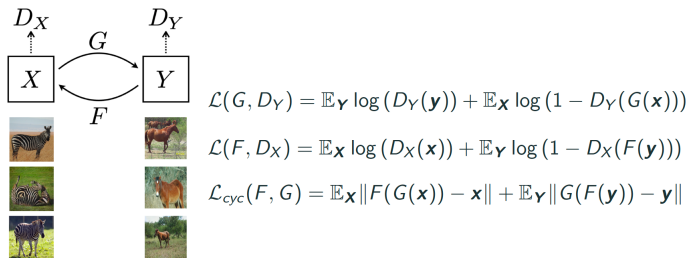 D_X D_Y
G
X Y
F
ℒ(G, D_Y) = 𝔼_Y log (D_Y(y)) + 𝔼_X log (1 − D_Y(G(x)))
ℒ(F, D_X) = 𝔼_X log (D_X(x)) + 𝔼_Y log (1 − D_X(F(y)))
ℒ_cyc(F, G) = 𝔼_X‖F(G(x)) − x‖ + 𝔼_Y‖G(F(y)) − y‖